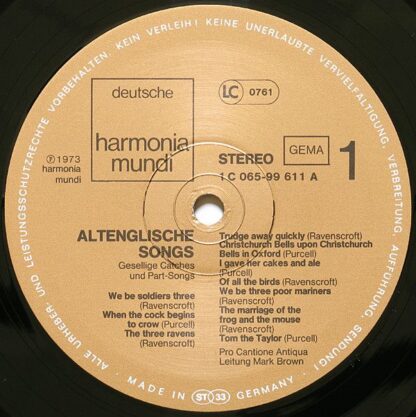 ALLE URHEBER- UND LEISTUNGSSCHUTZRECHTE VORBEHALTEN. KEIN VERLEIH! KEINE UNERLAUBTE VERVIELFÄLTIGUNG, VERBREITUNG, AUFFÜHRUNG, SENDUNG!
deutsche
harmonia
mundi
LC 0761
Ⓟ 1973
harmonia
mundi
STEREO GEMA 1
1 C 065-99 611 A
ALTENGLISCHE
SONGS
Gesellige Catches
und Part-Songs
We be soldiers three
(Ravenscroft)
When the cock begins
to crow (Purcell)
The three ravens
(Ravenscroft)
Trudge away quickly (Ravenscroft)
Christchurch Bells upon Christchurch
Bells in Oxford (Purcell)
I gave her cakes and ale
(Purcell)
Of all the birds (Ravenscroft)
We be three poor mariners
(Ravenscroft)
The marriage of the
frog and the mouse
(Ravenscroft)
Tom the Taylor (Purcell)
Pro Cantione Antiqua
Leitung Mark Brown
MADE IN ST 33 GERMANY